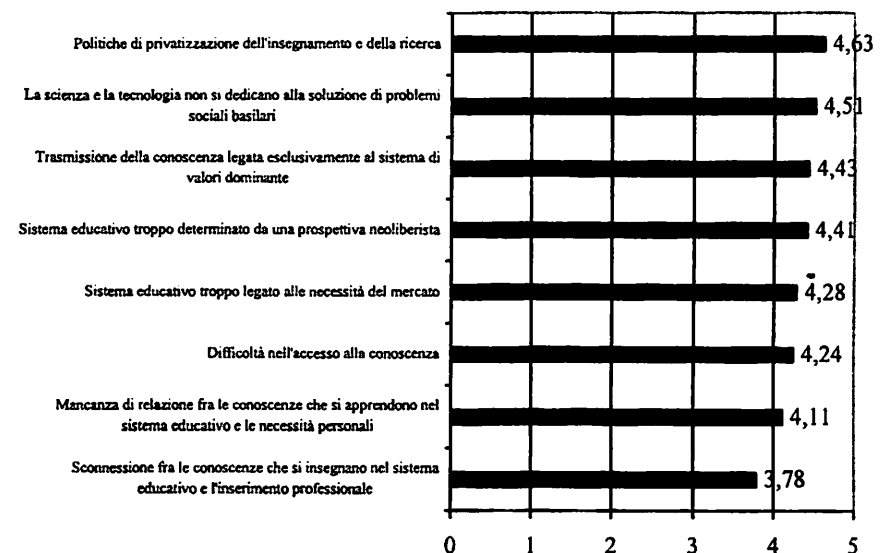 Politiche di privatizzazione dell'insegnamento e della ricerca
4,63
La scienza e la tecnologia non si dedicano alla soluzione di problemi
sociali basilari
4,51
Trasmissione della conoscenza legata esclusivamente al sistema di
valori dominante
4,43
Sistema educativo troppo determinato da una prospettiva neoliberista
4,41
Sistema educativo troppo legato alle necessità del mercato
4,28
Difficoltà nell'accesso alla conoscenza
4,24
Mancanza di relazione fra le conoscenze che si apprendono nel
sistema educativo e le necessità personali
4,11
Sconnessione fra le conoscenze che si insegnano nel sistema
educativo e l'inserimento professionale
3,78
0 1 2 3 4 5